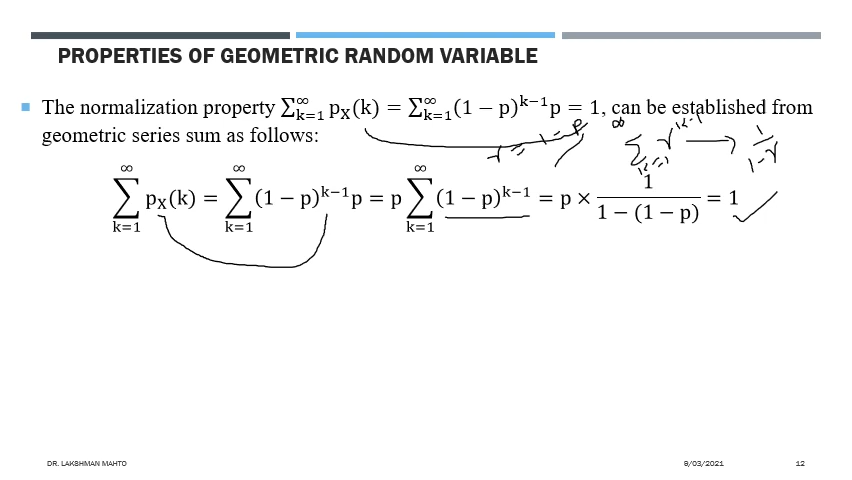 PROPERTIES OF GEOMETRIC RANDOM VARIABLE
The normalization property ∑_{k=1}^{∞} p_X(k) = ∑_{k=1}^{∞}(1 − p)^{k−1}p = 1, can be established from
geometric series sum as follows:
r = 1 − p
∑_{k=1}^{∞} r^{k-1} → 1/(1-r)
∑_{k=1}^{∞} p_X(k) = ∑_{k=1}^{∞}(1 − p)^{k−1}p = p ∑_{k=1}^{∞}(1 − p)^{k−1} = p × 1/(1 − (1 − p)) = 1 ✓
DR. LAKSHMAN MAHTO 9/03/2021 12